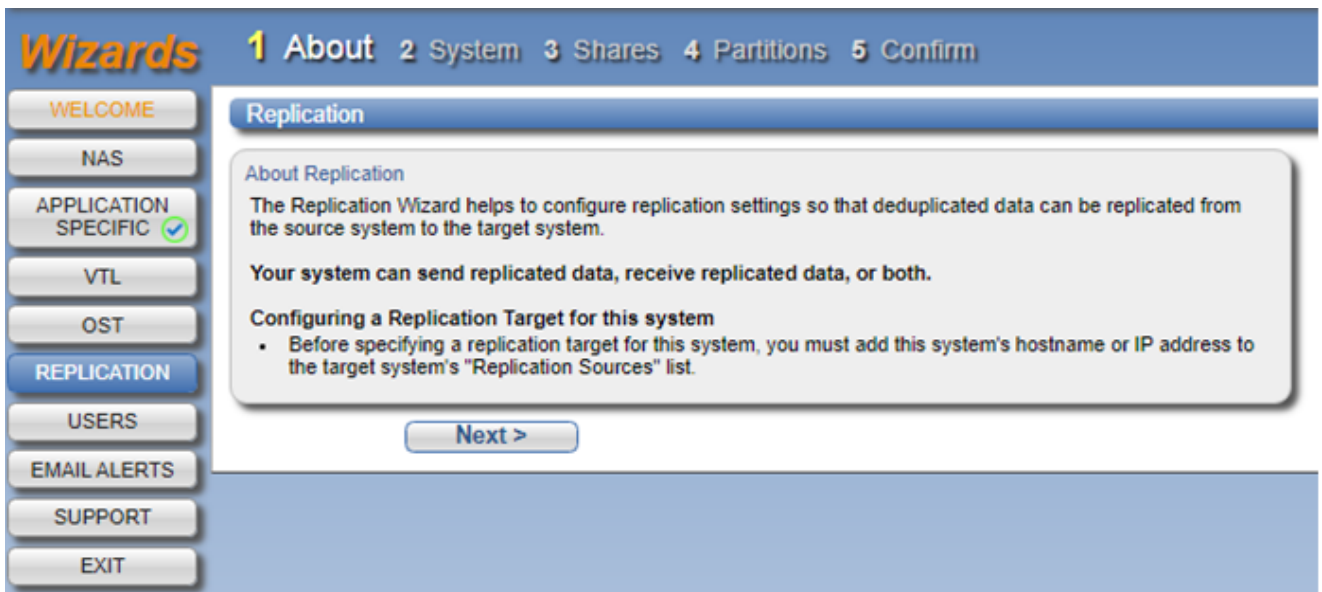 Wizards
1 About 2 System 3 Shares 4 Partitions 5 Confirm
WELCOME
NAS
APPLICATION
SPECIFIC
VTL
OST
REPLICATION
USERS
EMAIL ALERTS
SUPPORT
EXIT
Replication
About Replication
The Replication Wizard helps to configure replication settings so that deduplicated data can be replicated from
the source system to the target system.
Your system can send replicated data, receive replicated data, or both.
Configuring a Replication Target for this system
• Before specifying a replication target for this system, you must add this system's hostname or IP address to
the target system's "Replication Sources" list.
Next >